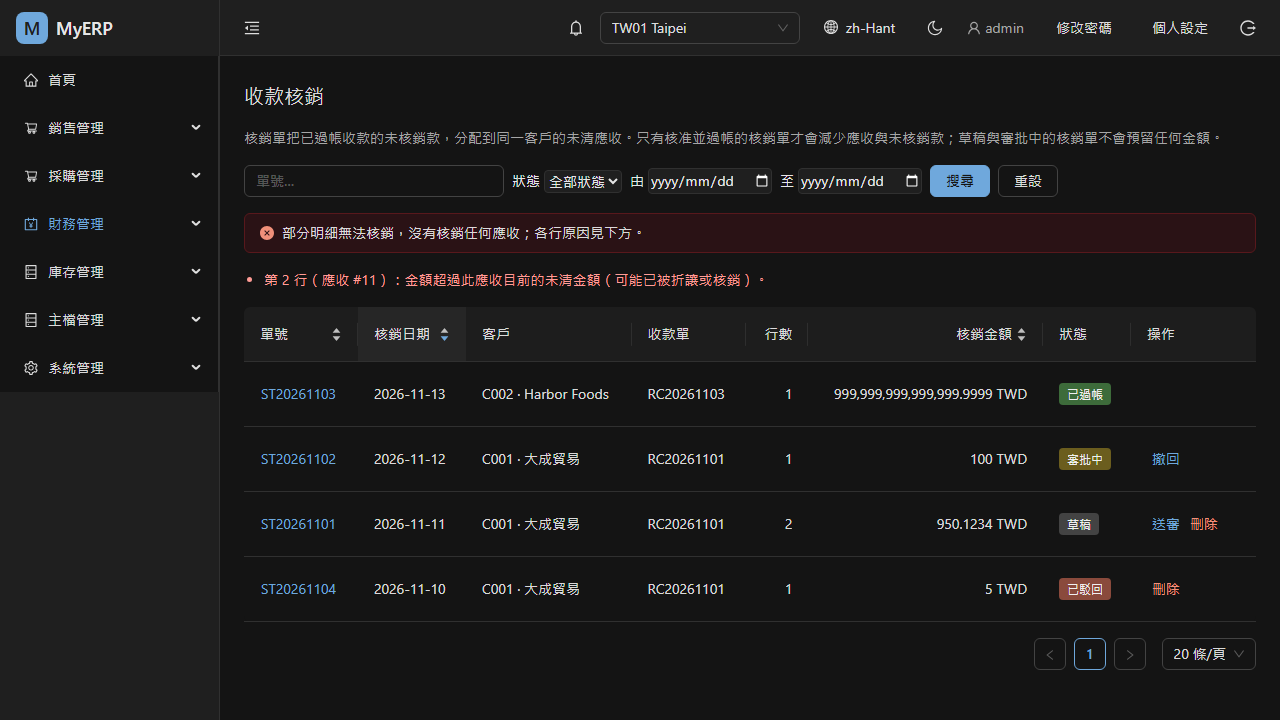 M MyERP
TW01 Taipei
zh-Hant
admin
修改密碼
個人設定
首頁
銷售管理
採購管理
財務管理
庫存管理
主檔管理
系統管理
收款核銷
核銷單把已過帳收款的未核銷款，分配到同一客戶的未清應收。只有核准並過帳的核銷單才會減少應收與未核銷款；草稿與審批中的核銷單不會預留任何金額。
單號... 狀態 全部狀態 由 yyyy/mm/dd 至 yyyy/mm/dd 搜尋 重設
部分明細無法核銷，沒有核銷任何應收；各行原因見下方。
• 第 2 行（應收 #11）：金額超過此應收目前的未清金額（可能已被折讓或核銷）。
單號 核銷日期 客戶 收款單 行數 核銷金額 狀態 操作
ST20261103 2026-11-13 C002 · Harbor Foods RC20261103 1 999,999,999,999,999.9999 TWD 已過帳
ST20261102 2026-11-12 C001 · 大成貿易 RC20261101 1 100 TWD 審批中 撤回
ST20261101 2026-11-11 C001 · 大成貿易 RC20261101 2 950.1234 TWD 草稿 送審 刪除
ST20261104 2026-11-10 C001 · 大成貿易 RC20261101 1 5 TWD 已駁回 刪除
< 1 > 20 條/頁